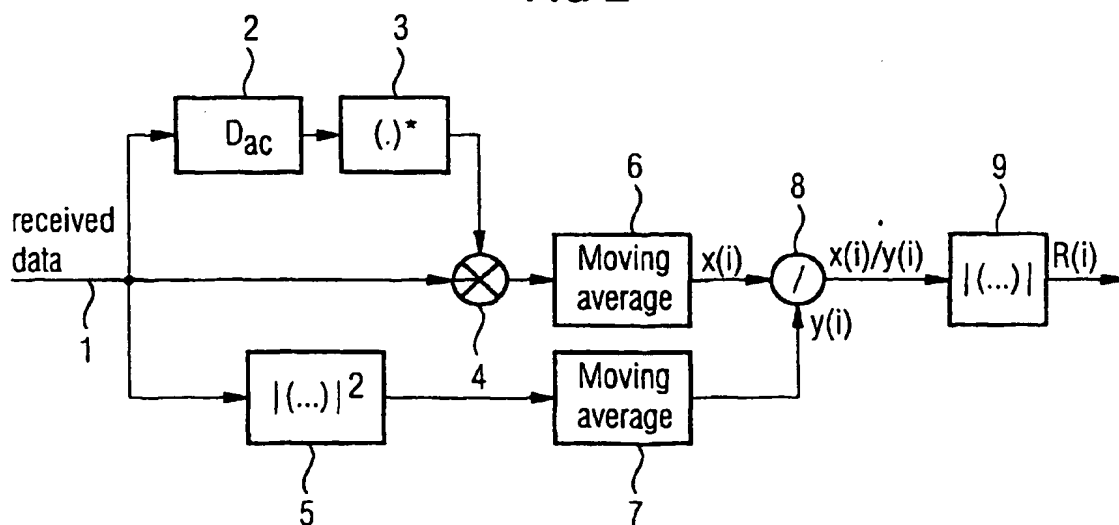 2
3
D_ac
(.)*
received
data
6
8
9
Moving
average
x(i)
/
x(i)/y(i)
|(...)|
R(i)
y(i)
1
4
|(...)|²
Moving
average
5
7